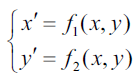 x′ = f₁(x, y)
y′ = f₂(x, y)